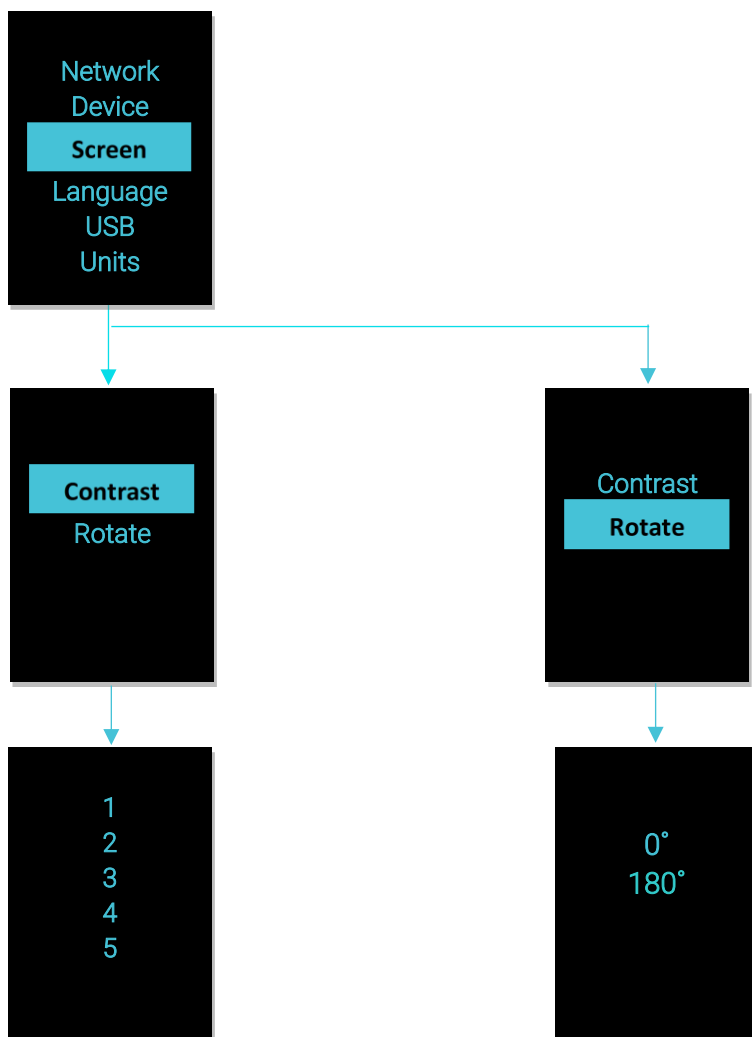 Network
Device
Screen
Language
USB
Units
Contrast
Rotate
Contrast
Rotate
1
2
3
4
5
0°
180°